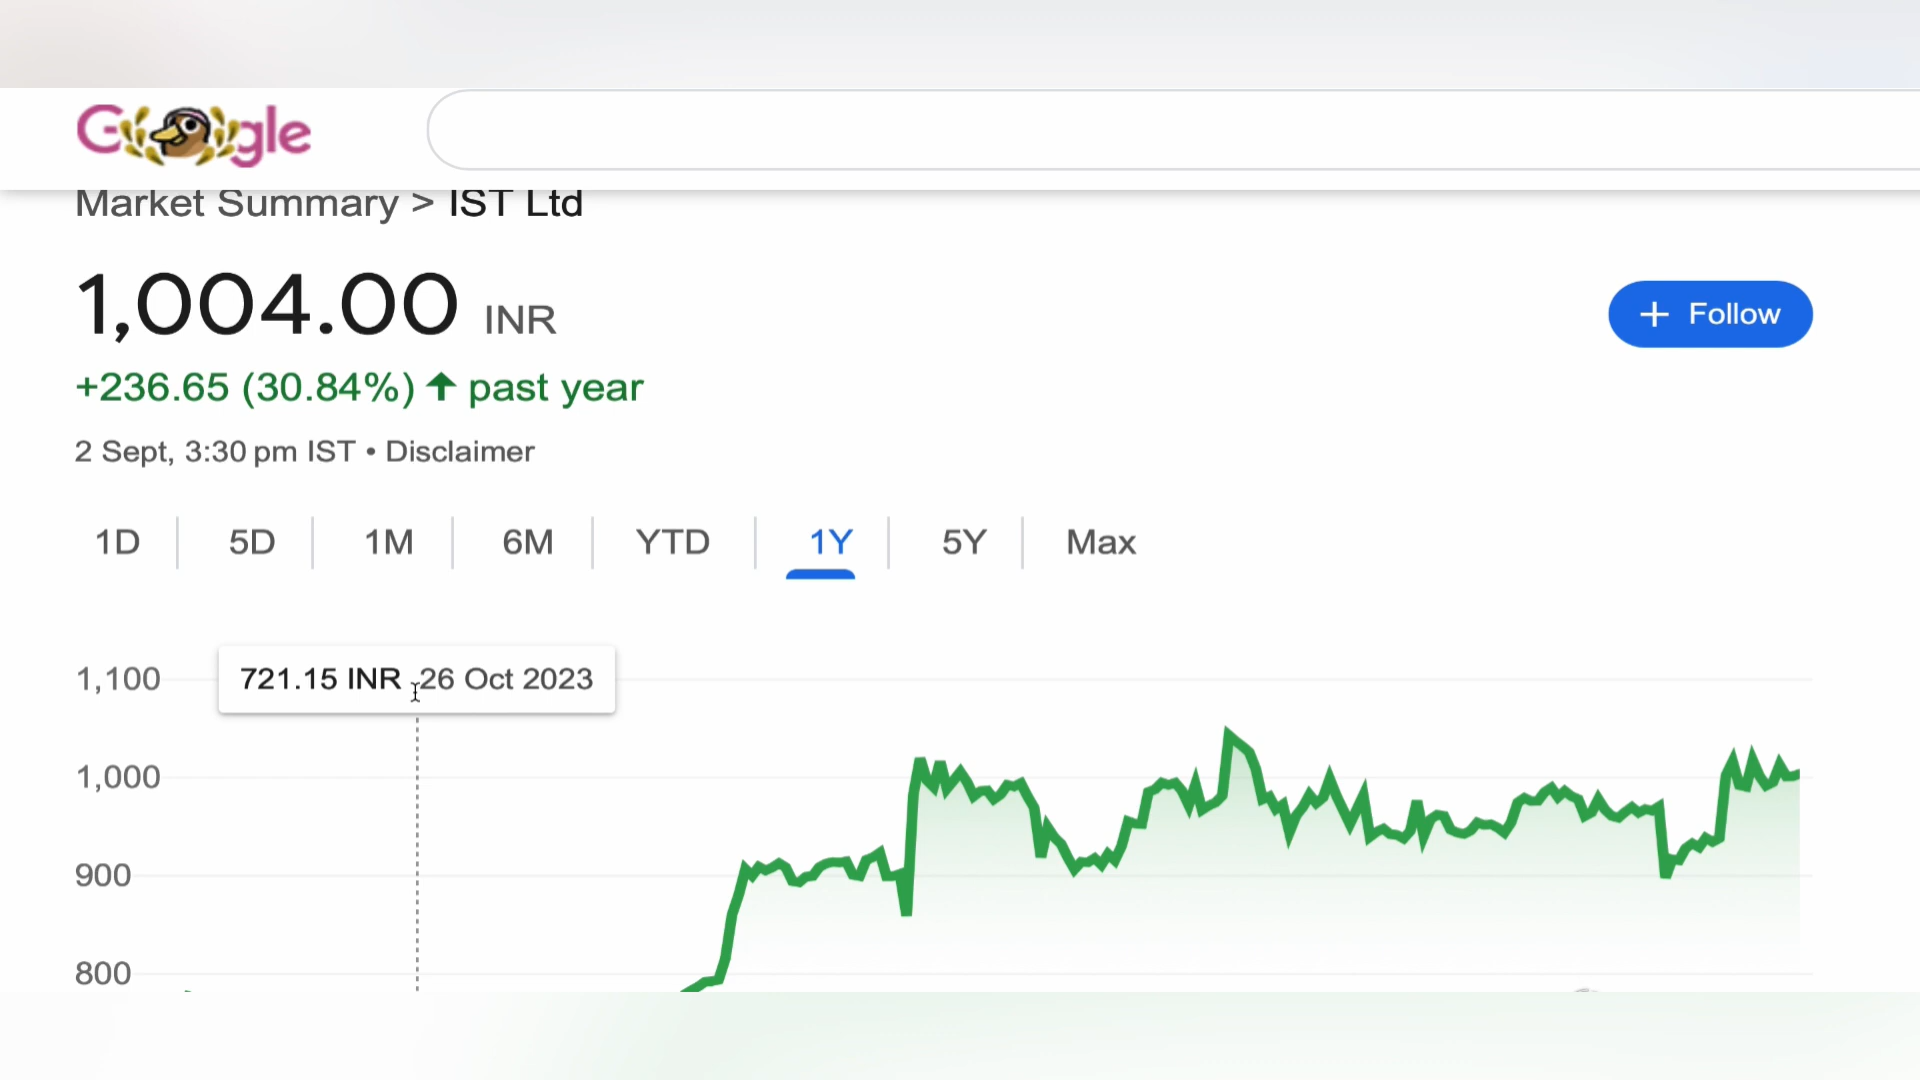 Google
Market Summary > IST Ltd
1,004.00 INR
+ Follow
+236.65 (30.84%) ↑ past year
2 Sept, 3:30 pm IST • Disclaimer
1D 5D 1M 6M YTD 1Y 5Y Max
721.15 INR 26 Oct 2023
1,100
1,000
900
800